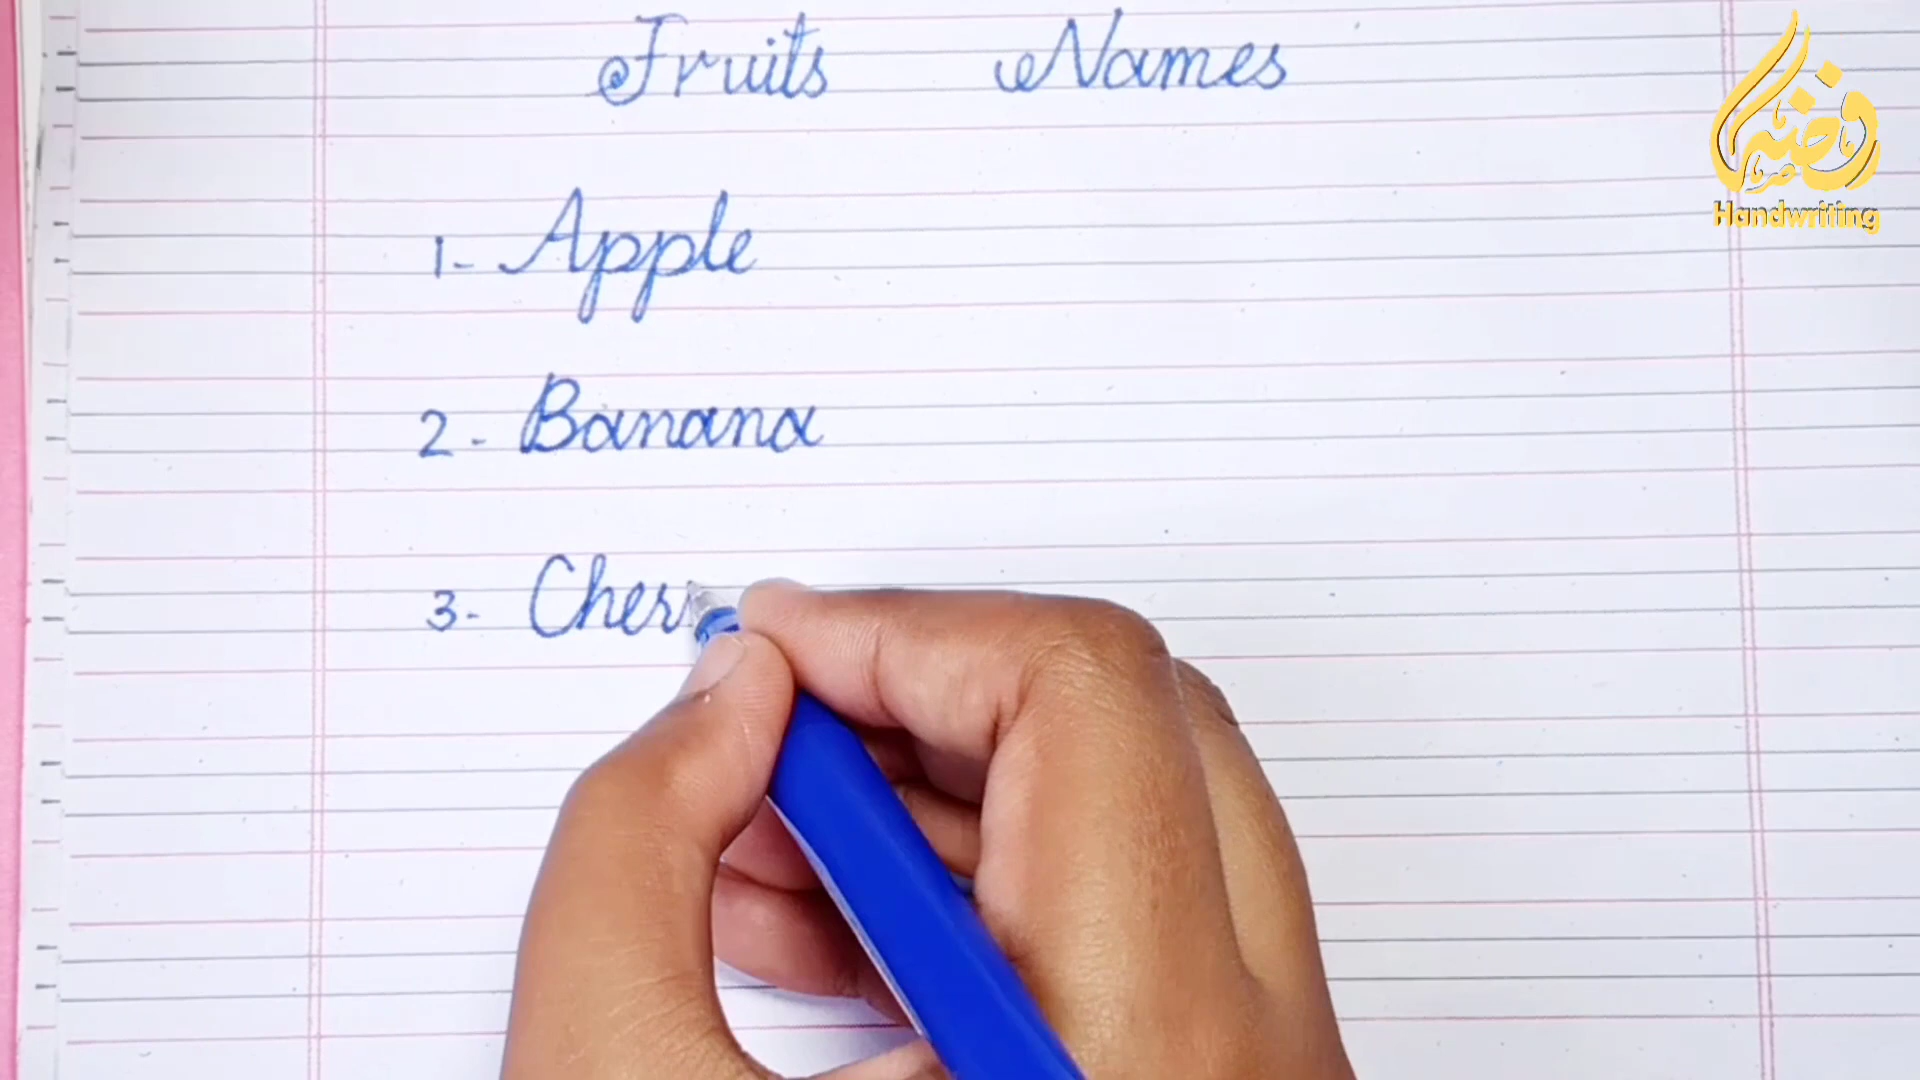 Fruits Names
1- Apple
2- Banana
3- Cher
Handwriting